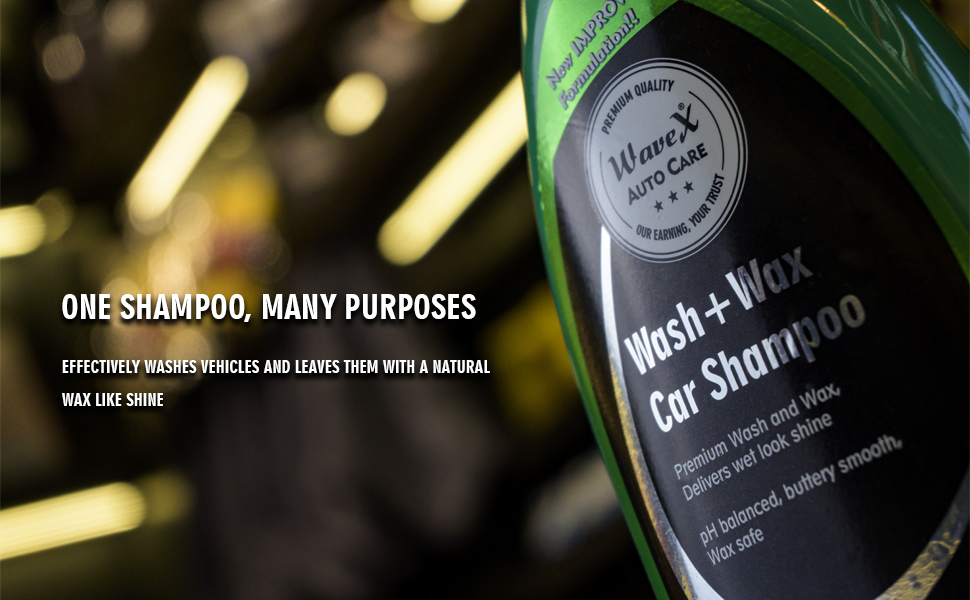 ONE SHAMPOO, MANY PURPOSES
EFFECTIVELY WASHES VEHICLES AND LEAVES THEM WITH A NATURAL
WAX LIKE SHINE
New IMPROV
Formulation!!
PREMIUM QUALITY
WaveX®
AUTO CARE
OUR EARNING, YOUR TRUST
Wash+Wax
Car Shampoo
Premium Wash and Wax,
Delivers wet look shine
pH balanced, buttery smooth,
Wax safe